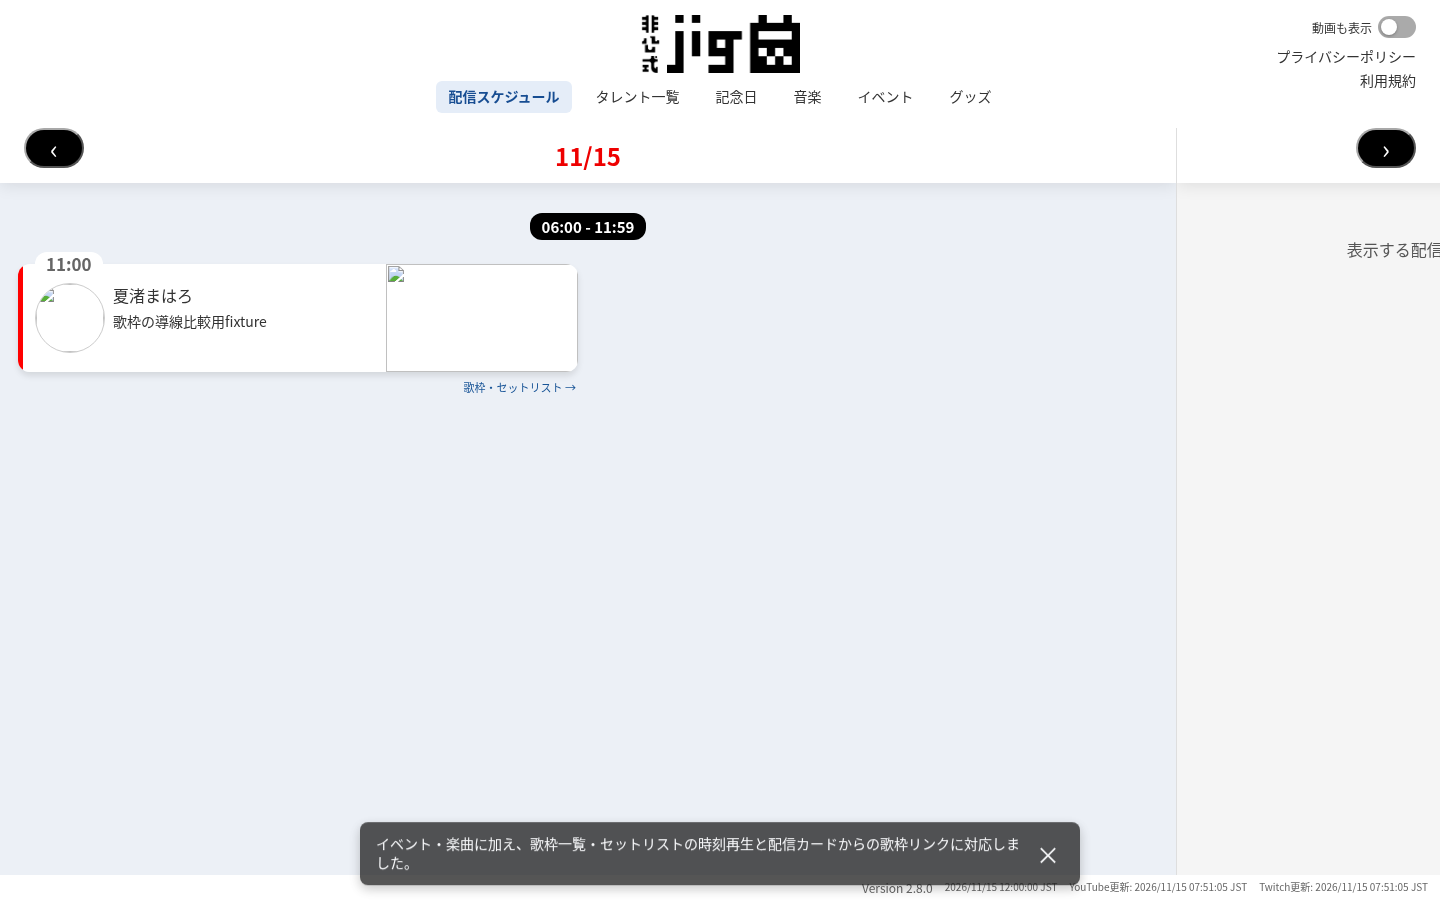 非公式 jig曲
動画も表示
プライバシーポリシー
利用規約
配信スケジュール タレント一覧 記念日 音楽 イベント グッズ
‹ 11/15 ›
06:00 - 11:59
表示する配信
11:00
夏渚まはろ
歌枠の導線比較用fixture
歌枠・セットリスト →
イベント・楽曲に加え、歌枠一覧・セットリストの時刻再生と配信カードからの歌枠リンクに対応しま
した。
Version 2.8.0 2026/11/15 12:00:00 JST YouTube更新: 2026/11/15 07:51:05 JST Twitch更新: 2026/11/15 07:51:05 JST